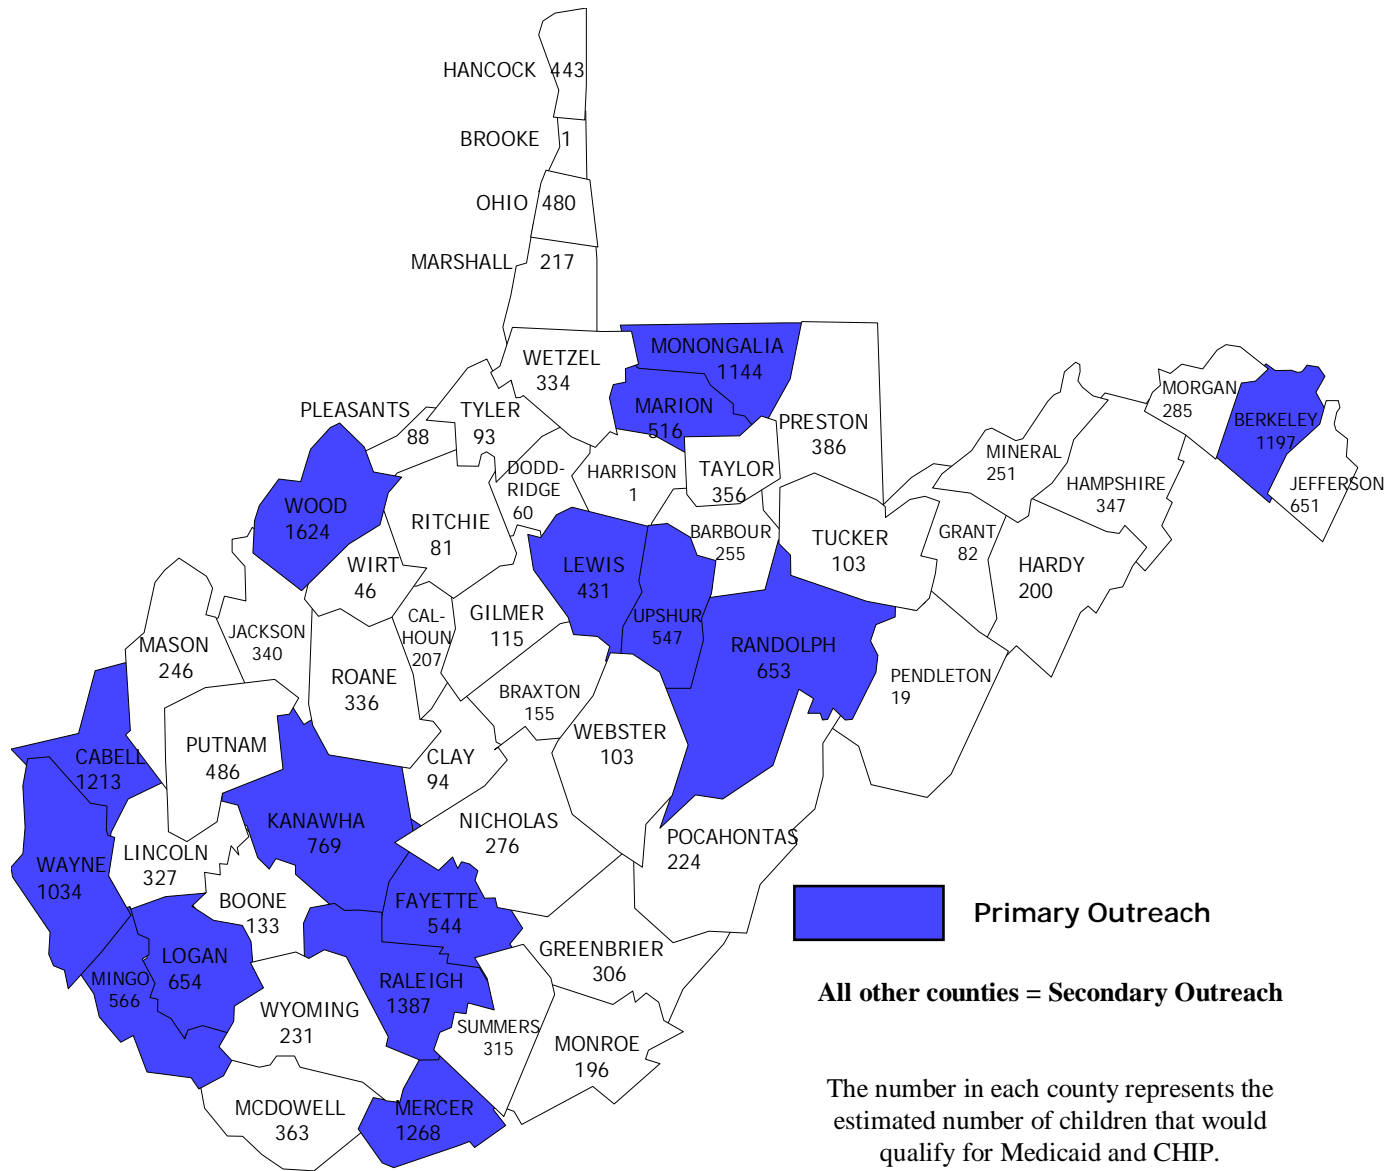 HANCOCK 443
BROOKE 1
OHIO 480
MARSHALL 217
WETZEL
334
MONONGALIA
1144
MARION
516
PLEASANTS
88
TYLER
93
PRESTON
386
MORGAN
285
BERKELEY
1197
JEFFERSON
651
MINERAL
251
HAMPSHIRE
347
DODD-
RIDGE
60
HARRISON
1
TAYLOR
356
WOOD
1624
RITCHIE
81
BARBOUR
255
TUCKER
103
GRANT
82
HARDY
200
WIRT
46
LEWIS
431
UPSHUR
547
CAL-
HOUN
207
GILMER
115
JACKSON
340
MASON
246
ROANE
336
RANDOLPH
653
PENDLETON
19
BRAXTON
155
WEBSTER
103
PUTNAM
486
CLAY
94
CABELL
1213
KANAWHA
769
NICHOLAS
276
POCAHONTAS
224
LINCOLN
327
WAYNE
1034
BOONE
133
FAYETTE
544
Primary Outreach
GREENBRIER
306
LOGAN
654
MINGO
566
RALEIGH
1387
All other counties = Secondary Outreach
WYOMING
231
SUMMERS
315
MONROE
196
MCDOWELL
363
MERCER
1268
The number in each county represents the
estimated number of children that would
qualify for Medicaid and CHIP.